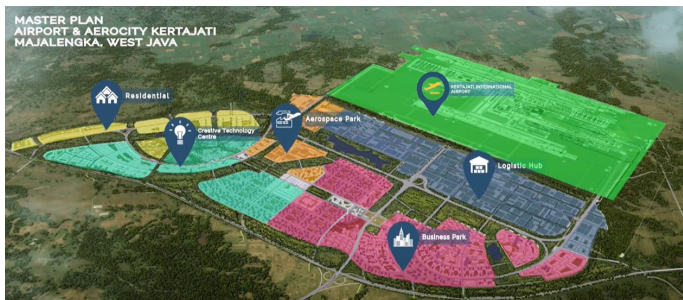 MASTER PLAN
AIRPORT & AEROCITY KERTAJATI
MAJALENGKA, WEST JAVA
KERTAJATI INTERNATIONAL
AIRPORT
Residential
Aerospace Park
Creative Technology
Centre
Logistic Hub
Business Park